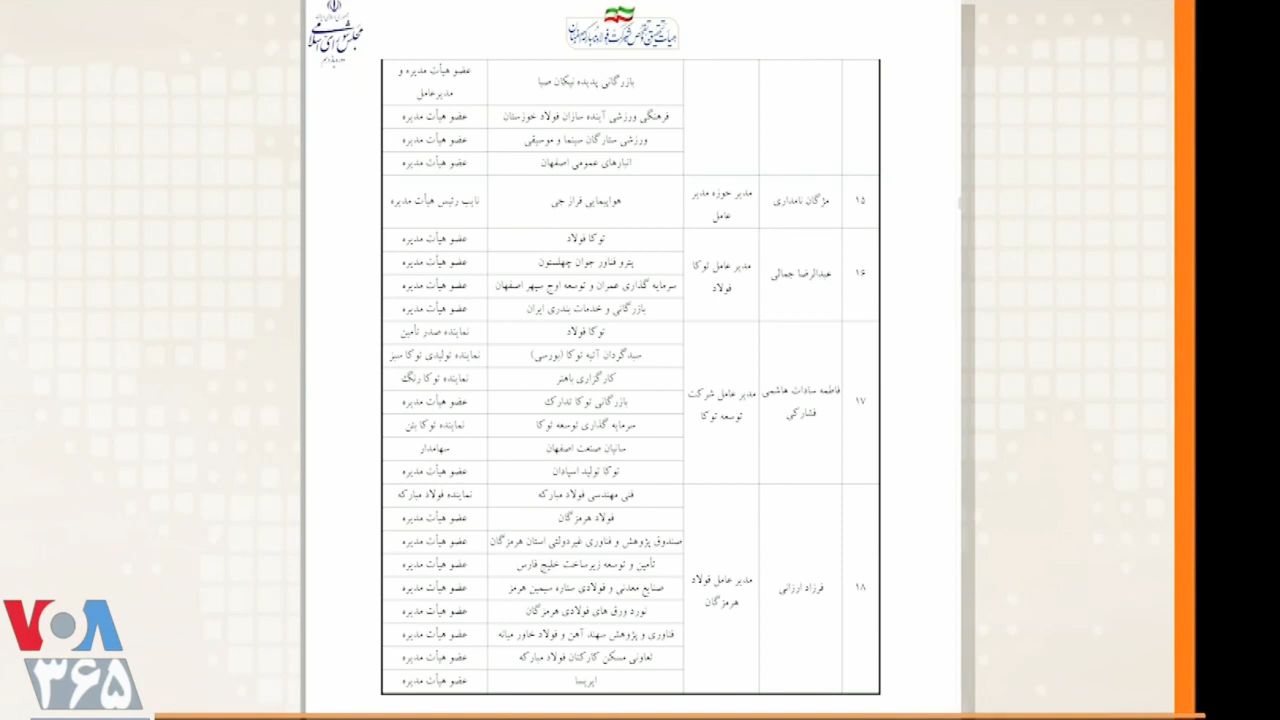 جمهوری اسلامی ایران
مجلس شورای اسلامی
دوره یازدهم
هیأت تحقیق و تفحص شرکت فولاد مبارکه اصفهان
بازرگانی پدیده نیکان صبا عضو هیأت مدیره و
مدیرعامل
فرهنگی ورزشی آینده سازان فولاد خوزستان عضو هیأت مدیره
ورزشی ستارگان سینما و موسیقی عضو هیأت مدیره
انبارهای عمومی اصفهان عضو هیأت مدیره
۱۵ مژگان نامداری مدیر حوزه مدیر
عامل هواپیمایی فراز جی نایب رئیس هیأت مدیره
۱۶ عبدالرضا جمالی مدیر عامل توکا
فولاد توکا فولاد عضو هیأت مدیره
پترو فناور جوان چهلستون عضو هیأت مدیره
سرمایه گذاری عمران و توسعه اوج سپهر اصفهان عضو هیأت مدیره
بازرگانی و خدمات بندری ایران عضو هیأت مدیره
۱۷ فاطمه سادات هاشمی
فشارکی مدیر عامل شرکت
توسعه توکا توکا فولاد نماینده صدر تأمین
سبدگردان آتیه توکا (بورسی) نماینده تولیدی توکا سبز
کارگزاری باهنر نماینده توکا رنگ
بازرگانی توکا تدارک عضو هیأت مدیره
سرمایه گذاری توسعه توکا نماینده توکا بتن
سانیان صنعت اصفهان سهامدار
توکا تولید اسپادان عضو هیأت مدیره
۱۸ فرزاد ارزانی مدیر عامل فولاد
هرمزگان فنی مهندسی فولاد مبارکه نماینده فولاد مبارکه
فولاد هرمزگان عضو هیأت مدیره
صندوق پژوهش و فناوری غیردولتی استان هرمزگان عضو هیأت مدیره
تأمین و توسعه زیرساخت خلیج فارس عضو هیأت مدیره
صنایع معدنی و فولادی ستاره سیمین هرمز عضو هیأت مدیره
نورد ورق های فولادی هرمزگان عضو هیأت مدیره
فناوری و پژوهش سهند آهن و فولاد خاور میانه عضو هیأت مدیره
تعاونی مسکن کارکنان فولاد مبارکه عضو هیأت مدیره
ایریسا عضو هیأت مدیره
VOA
۳۶۵